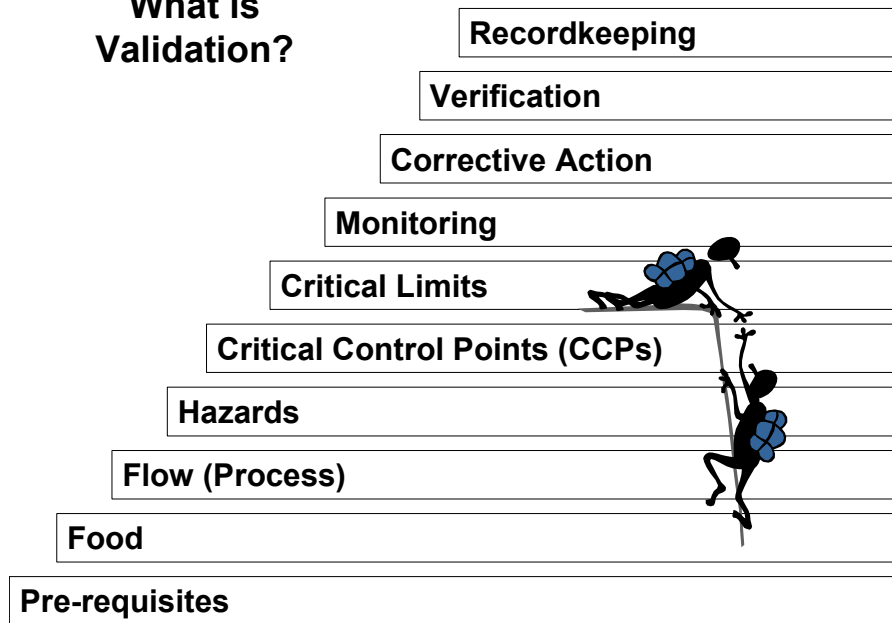 What is
Validation?
Recordkeeping
Verification
Corrective Action
Monitoring
Critical Limits
Critical Control Points (CCPs)
Hazards
Flow (Process)
Food
Pre-requisites